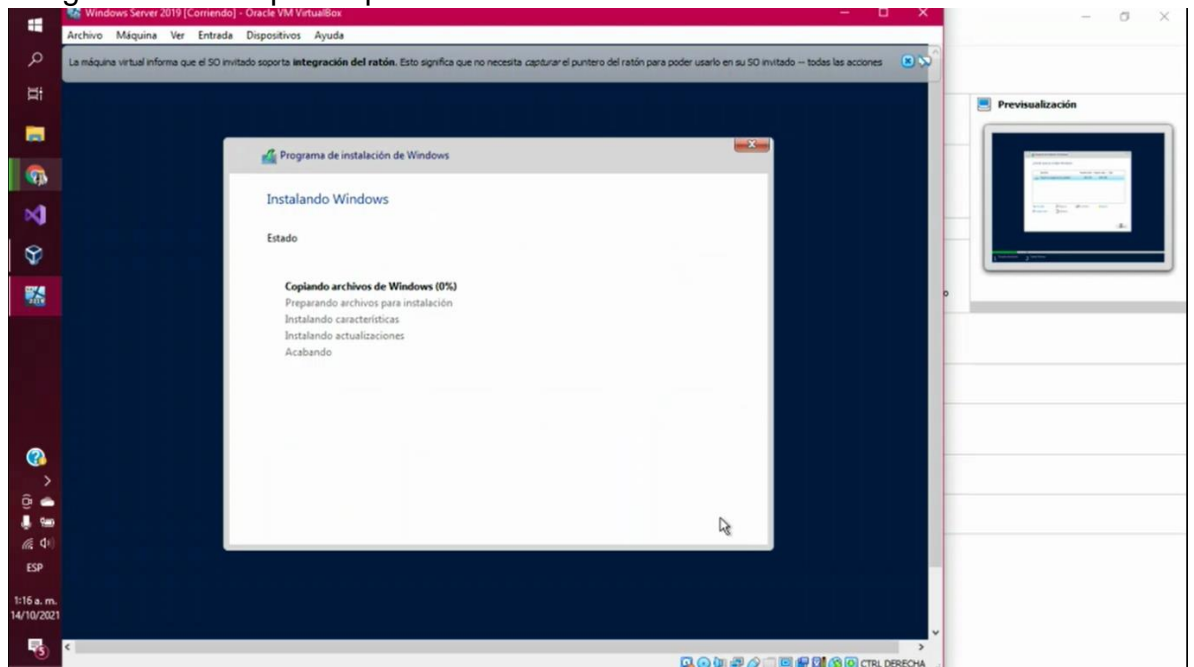 Windows Server 2019 [Corriendo] - Oracle VM VirtualBox
Archivo Máquina Ver Entrada Dispositivos Ayuda
La máquina virtual informa que el SO invitado soporta integración del ratón. Esto significa que no necesita capturar el puntero del ratón para poder usarlo en su SO invitado -- todas las acciones
Previsualización
Programa de instalación de Windows
Instalando Windows
Estado
Copiando archivos de Windows (0%)
Preparando archivos para instalación
Instalando características
Instalando actualizaciones
Acabando
ESP
1:16 a. m.
14/10/2021
CTRL DERECHA